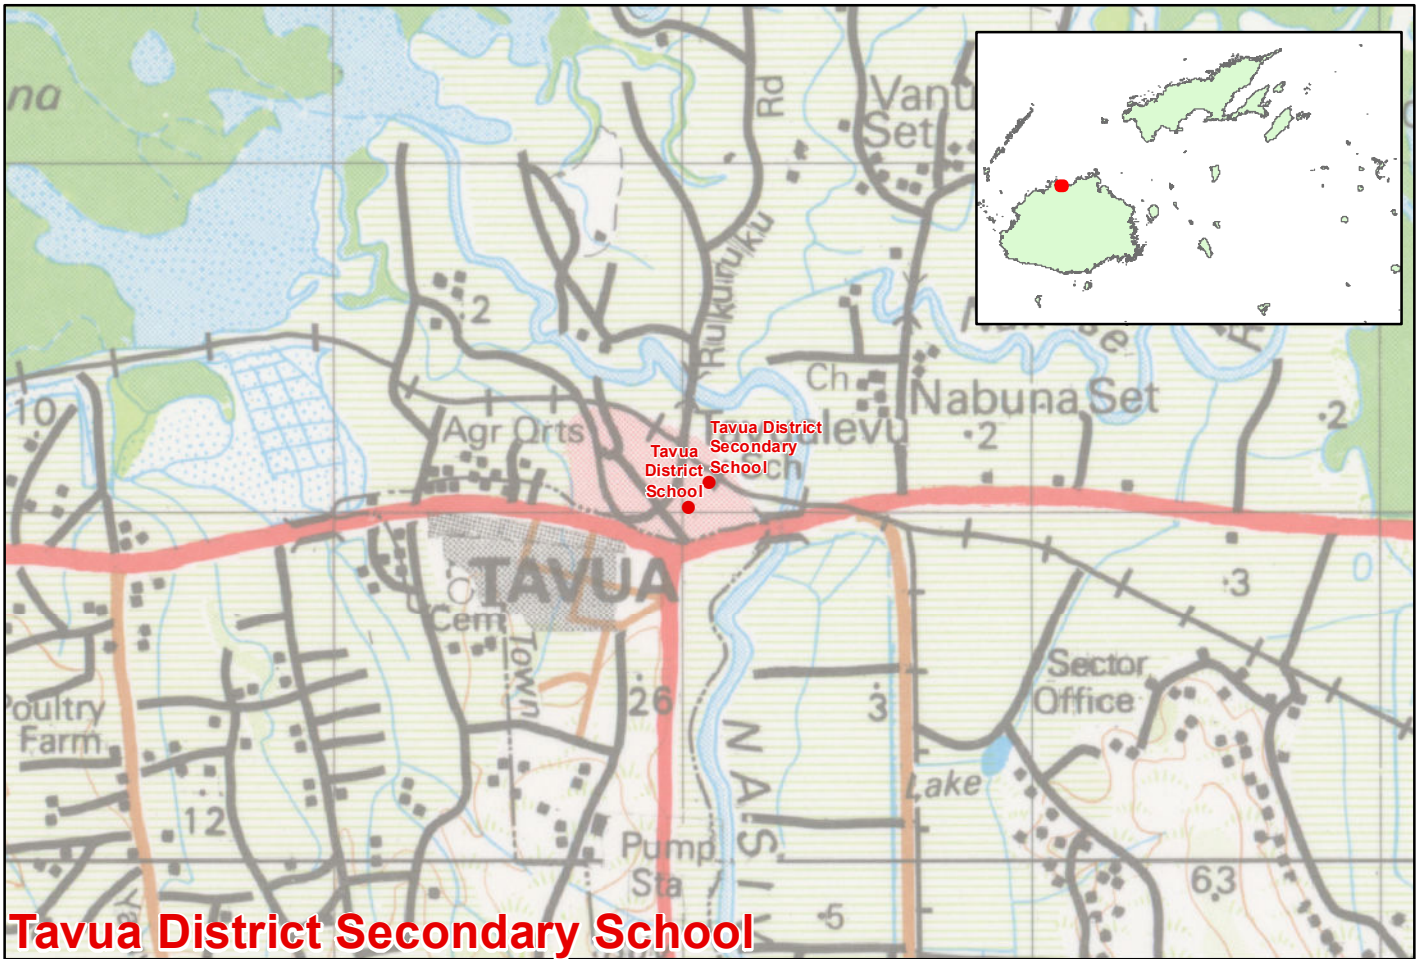 na
Rd
Set
Rukuruku
2
10
Ch
Nabuna Set
2
2
Agr Qrts
Tavualevu
Tavua District
Secondary
School
Tavua
District
School
Sch
TAVUA
3
Cem
Town
Sector
Office
26
3
Poultry
Farm
N A S I
Lake
12
Pump
Sta
63
5
Tavua District Secondary School